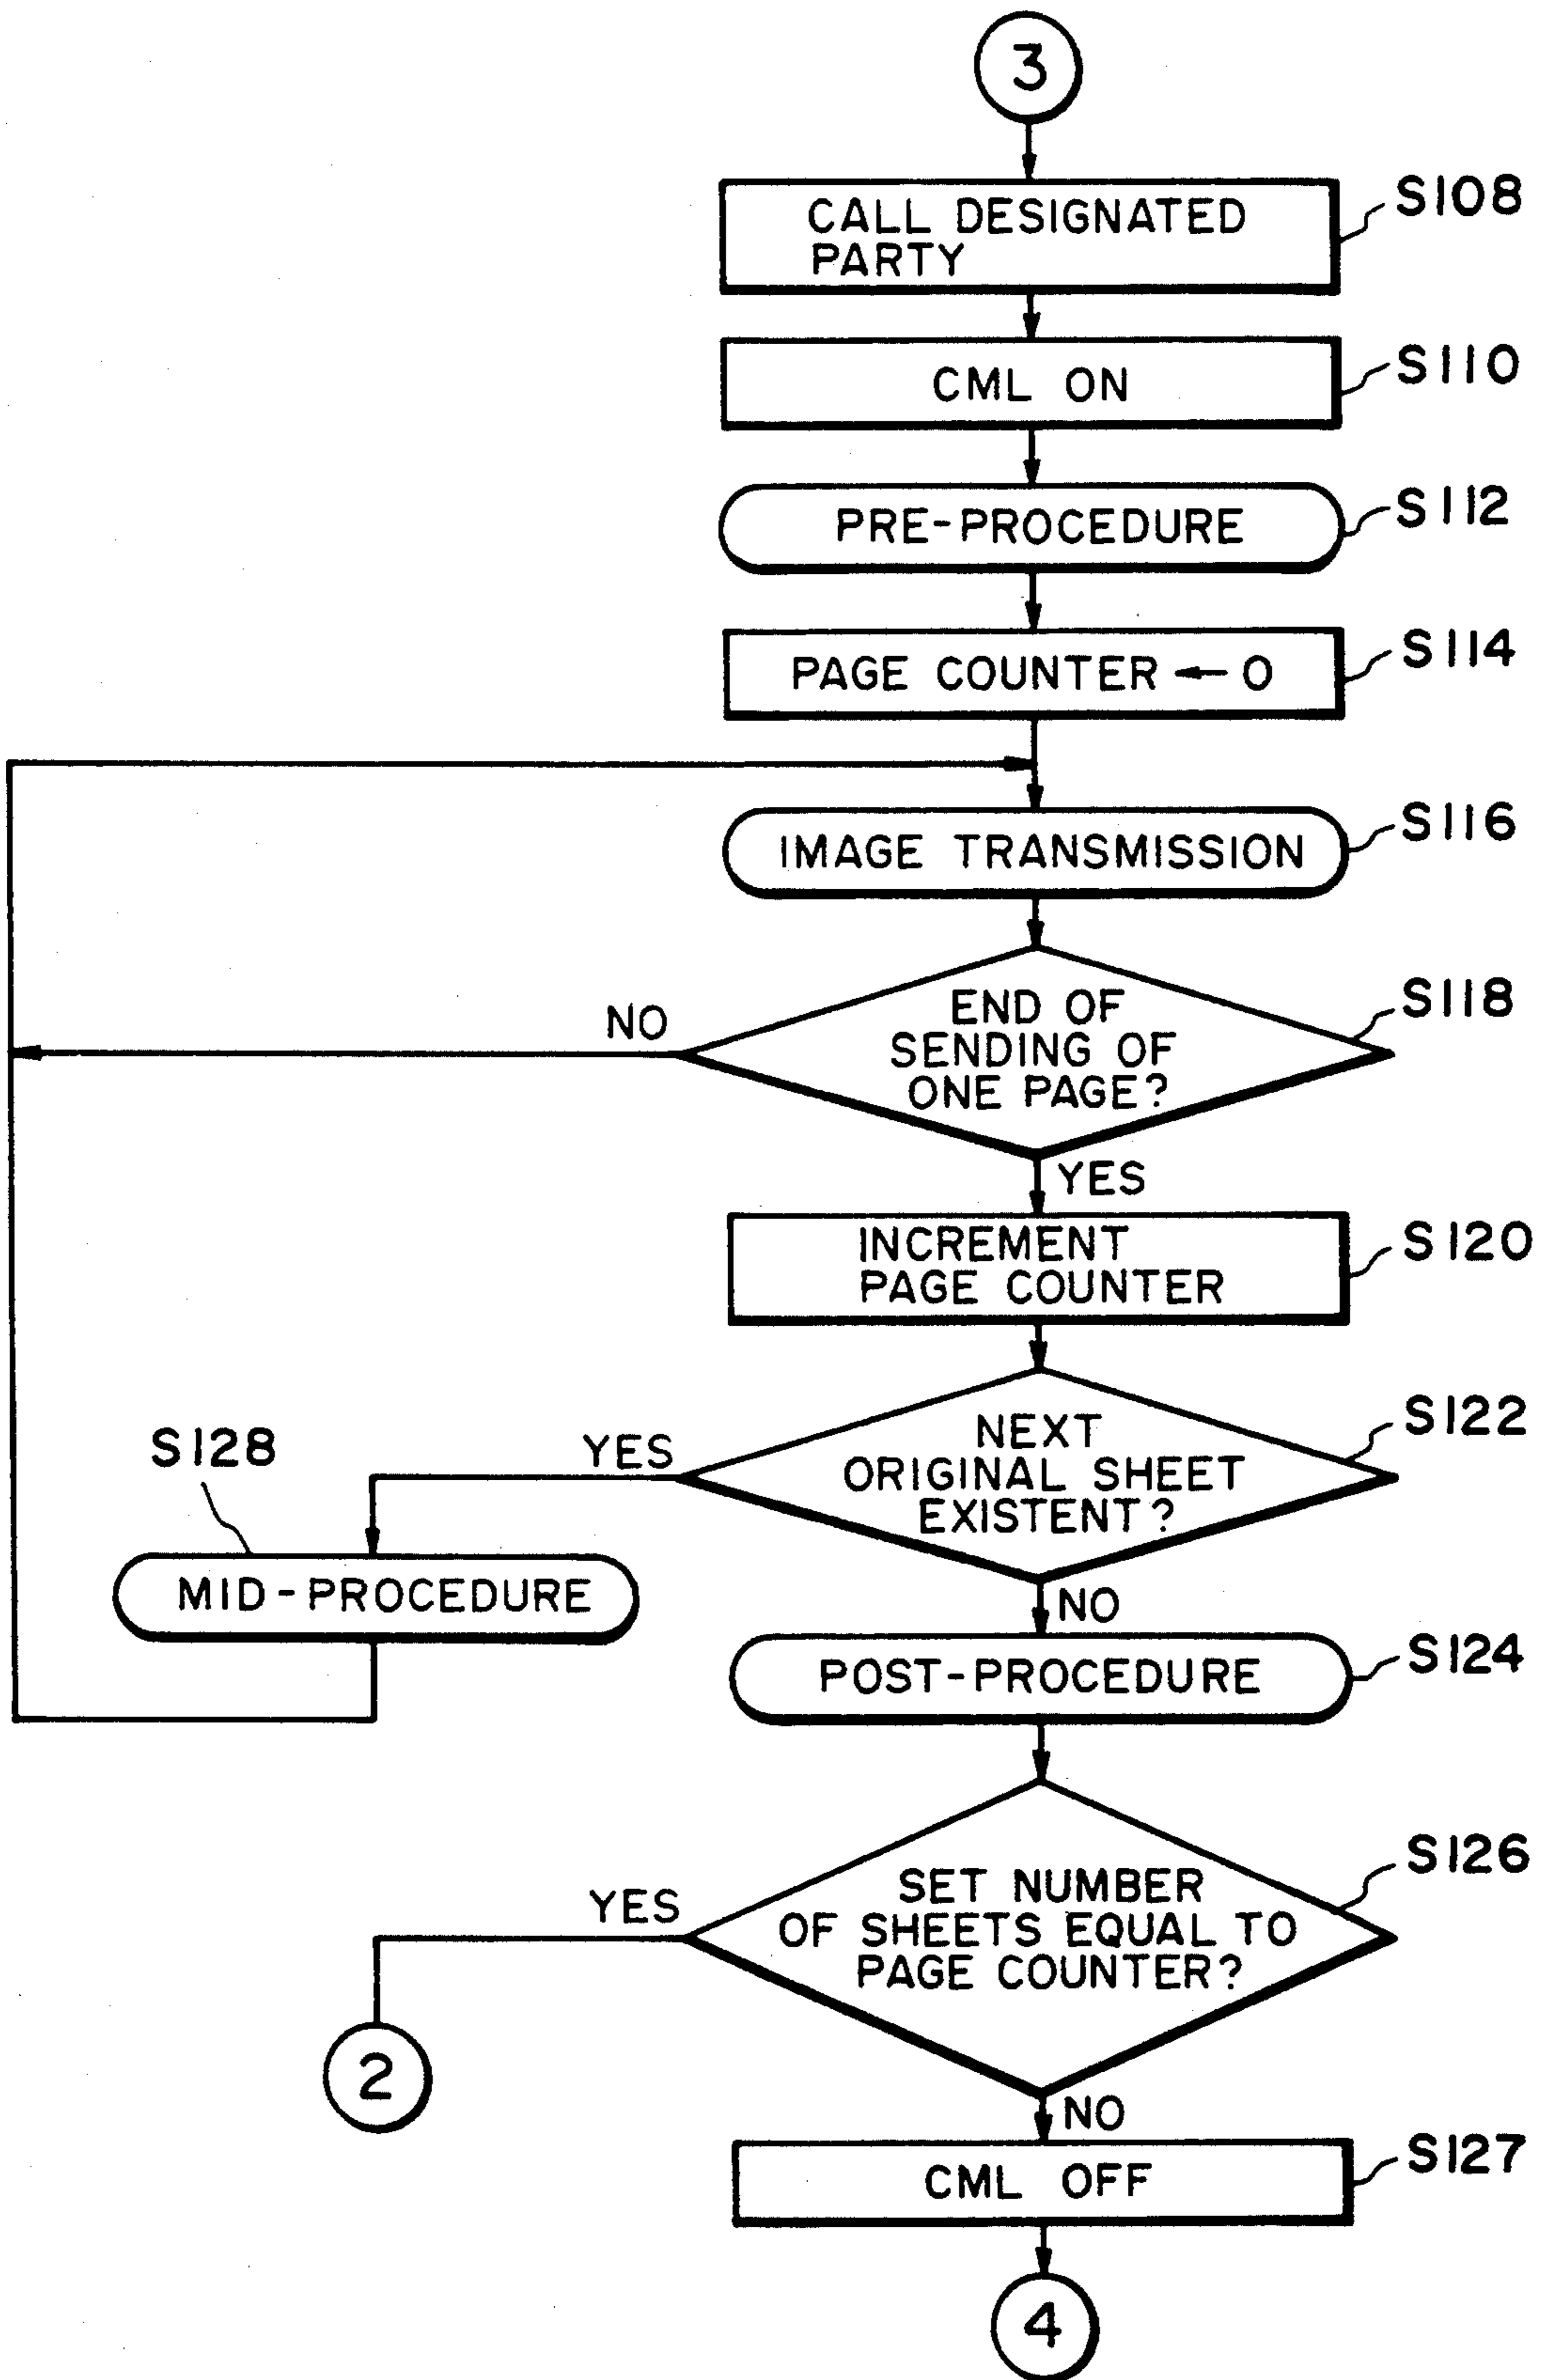 3
CALL DESIGNATED
PARTY
S108
CML ON
S110
PRE-PROCEDURE
S112
PAGE COUNTER ← 0
S114
IMAGE TRANSMISSION
S116
END OF
SENDING OF
ONE PAGE?
S118
NO
YES
INCREMENT
PAGE COUNTER
S120
NEXT
ORIGINAL SHEET
EXISTENT?
S122
YES
S128
MID-PROCEDURE
NO
POST-PROCEDURE
S124
SET NUMBER
OF SHEETS EQUAL TO
PAGE COUNTER?
S126
YES
2
NO
CML OFF
S127
4